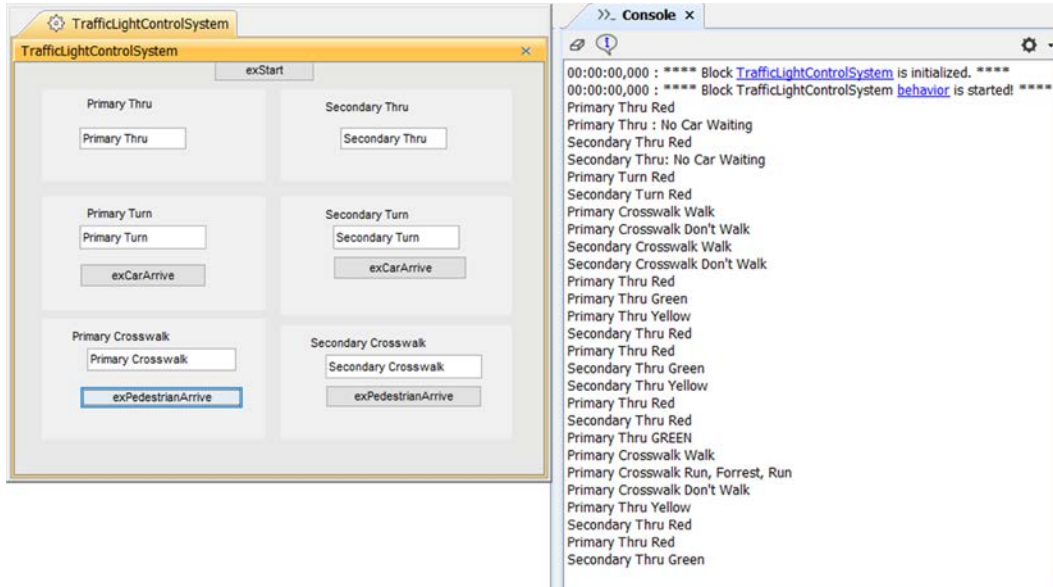 TrafficLightControlSystem
TrafficLightControlSystem
exStart
Primary Thru
Primary Thru
Secondary Thru
Secondary Thru
Primary Turn
Primary Turn
exCarArrive
Secondary Turn
Secondary Turn
exCarArrive
Primary Crosswalk
Primary Crosswalk
exPedestrianArrive
Secondary Crosswalk
Secondary Crosswalk
exPedestrianArrive
Console
00:00:00,000 : **** Block TrafficLightControlSystem is initialized. ****
00:00:00,000 : **** Block TrafficLightControlSystem behavior is started! ****
Primary Thru Red
Primary Thru : No Car Waiting
Secondary Thru Red
Secondary Thru: No Car Waiting
Primary Turn Red
Secondary Turn Red
Primary Crosswalk Walk
Primary Crosswalk Don't Walk
Secondary Crosswalk Walk
Secondary Crosswalk Don't Walk
Primary Thru Red
Primary Thru Green
Primary Thru Yellow
Secondary Thru Red
Primary Thru Red
Secondary Thru Green
Secondary Thru Yellow
Primary Thru Red
Secondary Thru Red
Primary Thru GREEN
Primary Crosswalk Walk
Primary Crosswalk Run, Forrest, Run
Primary Crosswalk Don't Walk
Primary Thru Yellow
Secondary Thru Red
Primary Thru Red
Secondary Thru Green